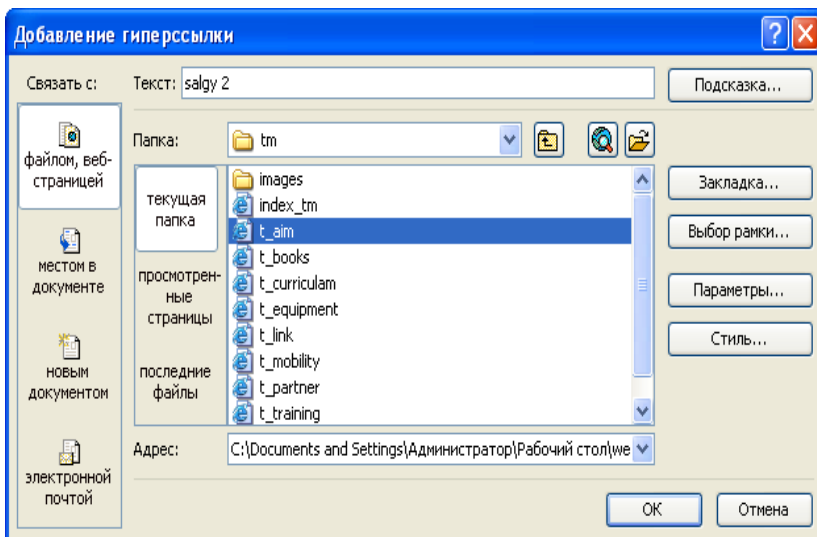 Добавление гиперссылки
Связать с:
Текст: salgy 2
Подсказка...
файлом, веб-
страницей
местом в
документе
новым
документом
электронной
почтой
Папка: tm
текущая
папка
просмотрен-
ные
страницы
последние
файлы
images
index_tm
t_aim
t_books
t_curriculam
t_equipment
t_link
t_mobility
t_partner
t_training
Закладка...
Выбор рамки...
Параметры...
Стиль...
Адрес: C:\Documents and Settings\Администратор\Рабочий стол\we
ОК
Отмена